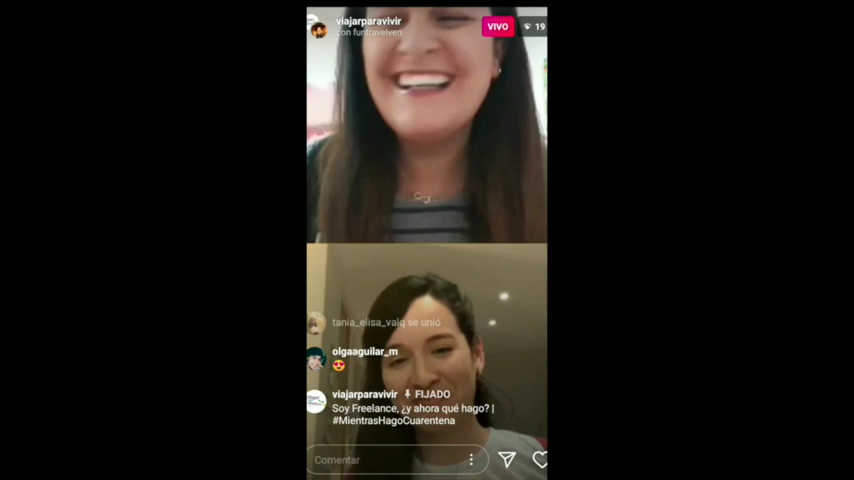 viajarparavivir
con funtravelven
VIVO
19
tania_elisa_valq se unió
olgaaguilar_m
viajarparavivir FIJADO
Soy Freelance, ¿y ahora qué hago? |
#MientrasHagoCuarentena
Comentar